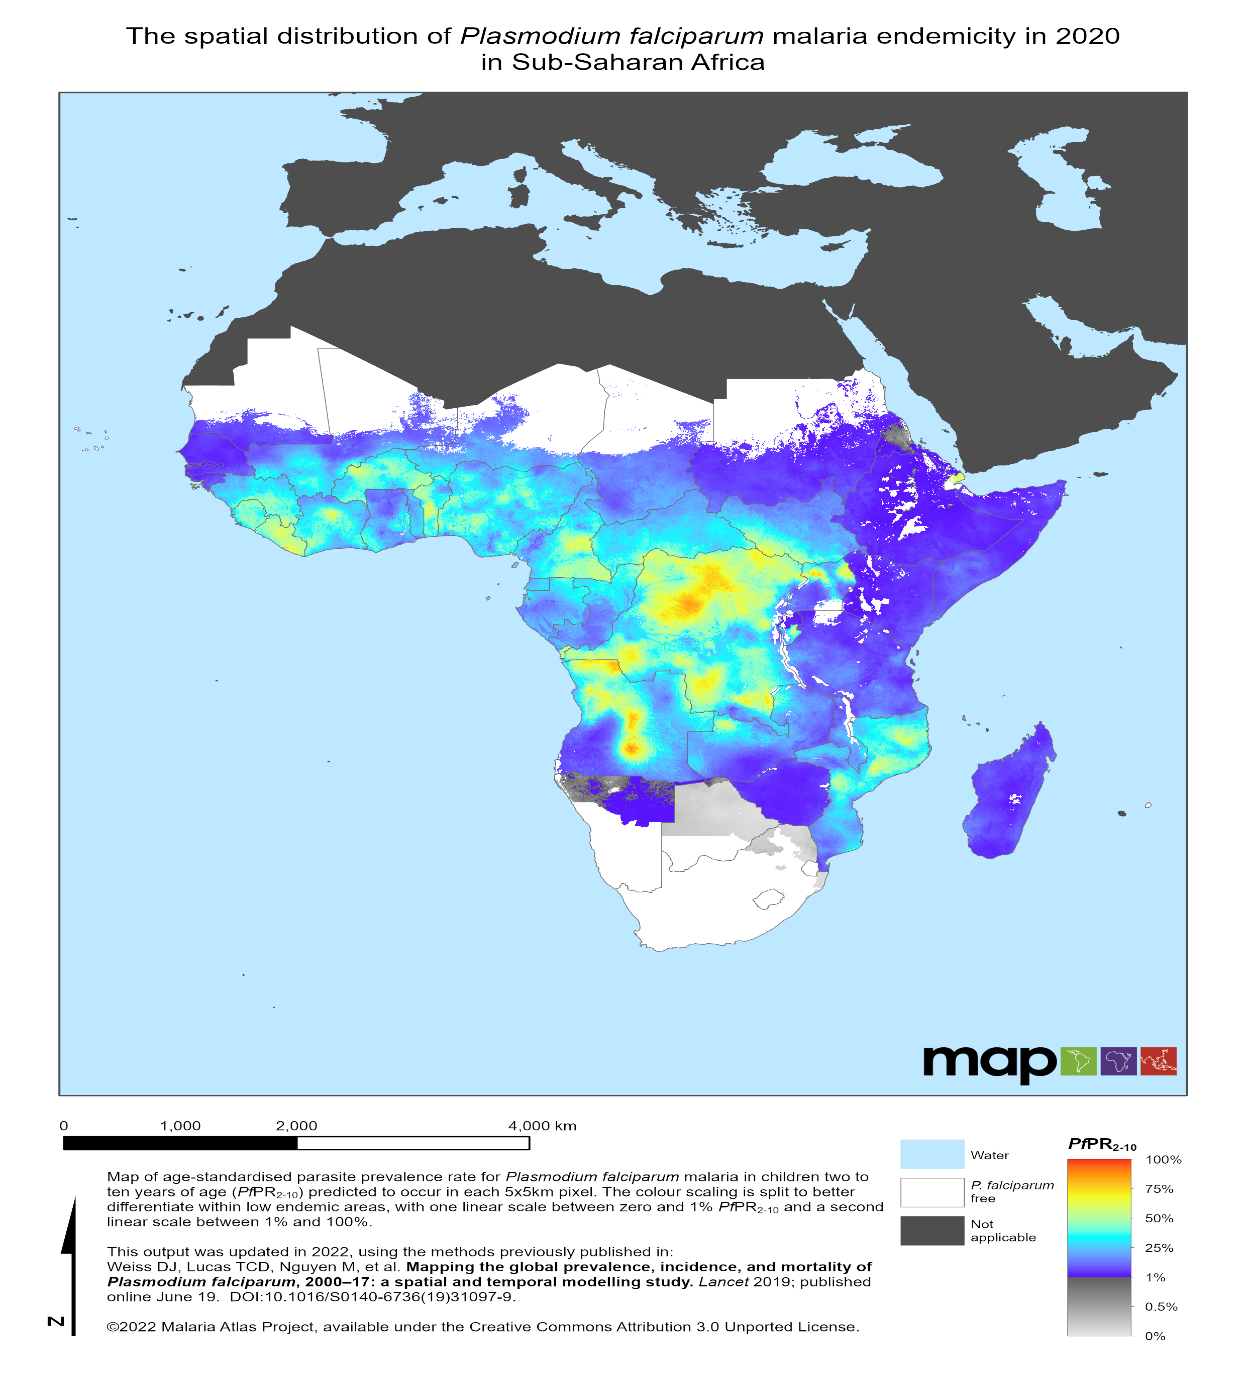 The spatial distribution of Plasmodium falciparum malaria endemicity in 2020
in Sub-Saharan Africa
map
0 1,000 2,000 4,000 km
Map of age-standardised parasite prevalence rate for Plasmodium falciparum malaria in children two to
ten years of age (PfPR2-10) predicted to occur in each 5x5km pixel. The colour scaling is split to better
differentiate within low endemic areas, with one linear scale between zero and 1% PfPR2-10 and a second
linear scale between 1% and 100%.
This output was updated in 2022, using the methods previously published in:
Weiss DJ, Lucas TCD, Nguyen M, et al. Mapping the global prevalence, incidence, and mortality of
Plasmodium falciparum, 2000–17: a spatial and temporal modelling study. Lancet 2019; published
online June 19. DOI:10.1016/S0140-6736(19)31097-9.
©2022 Malaria Atlas Project, available under the Creative Commons Attribution 3.0 Unported License.
N
Water
P. falciparum
free
Not
applicable
PfPR2-10
100%
75%
50%
25%
1%
0.5%
0%